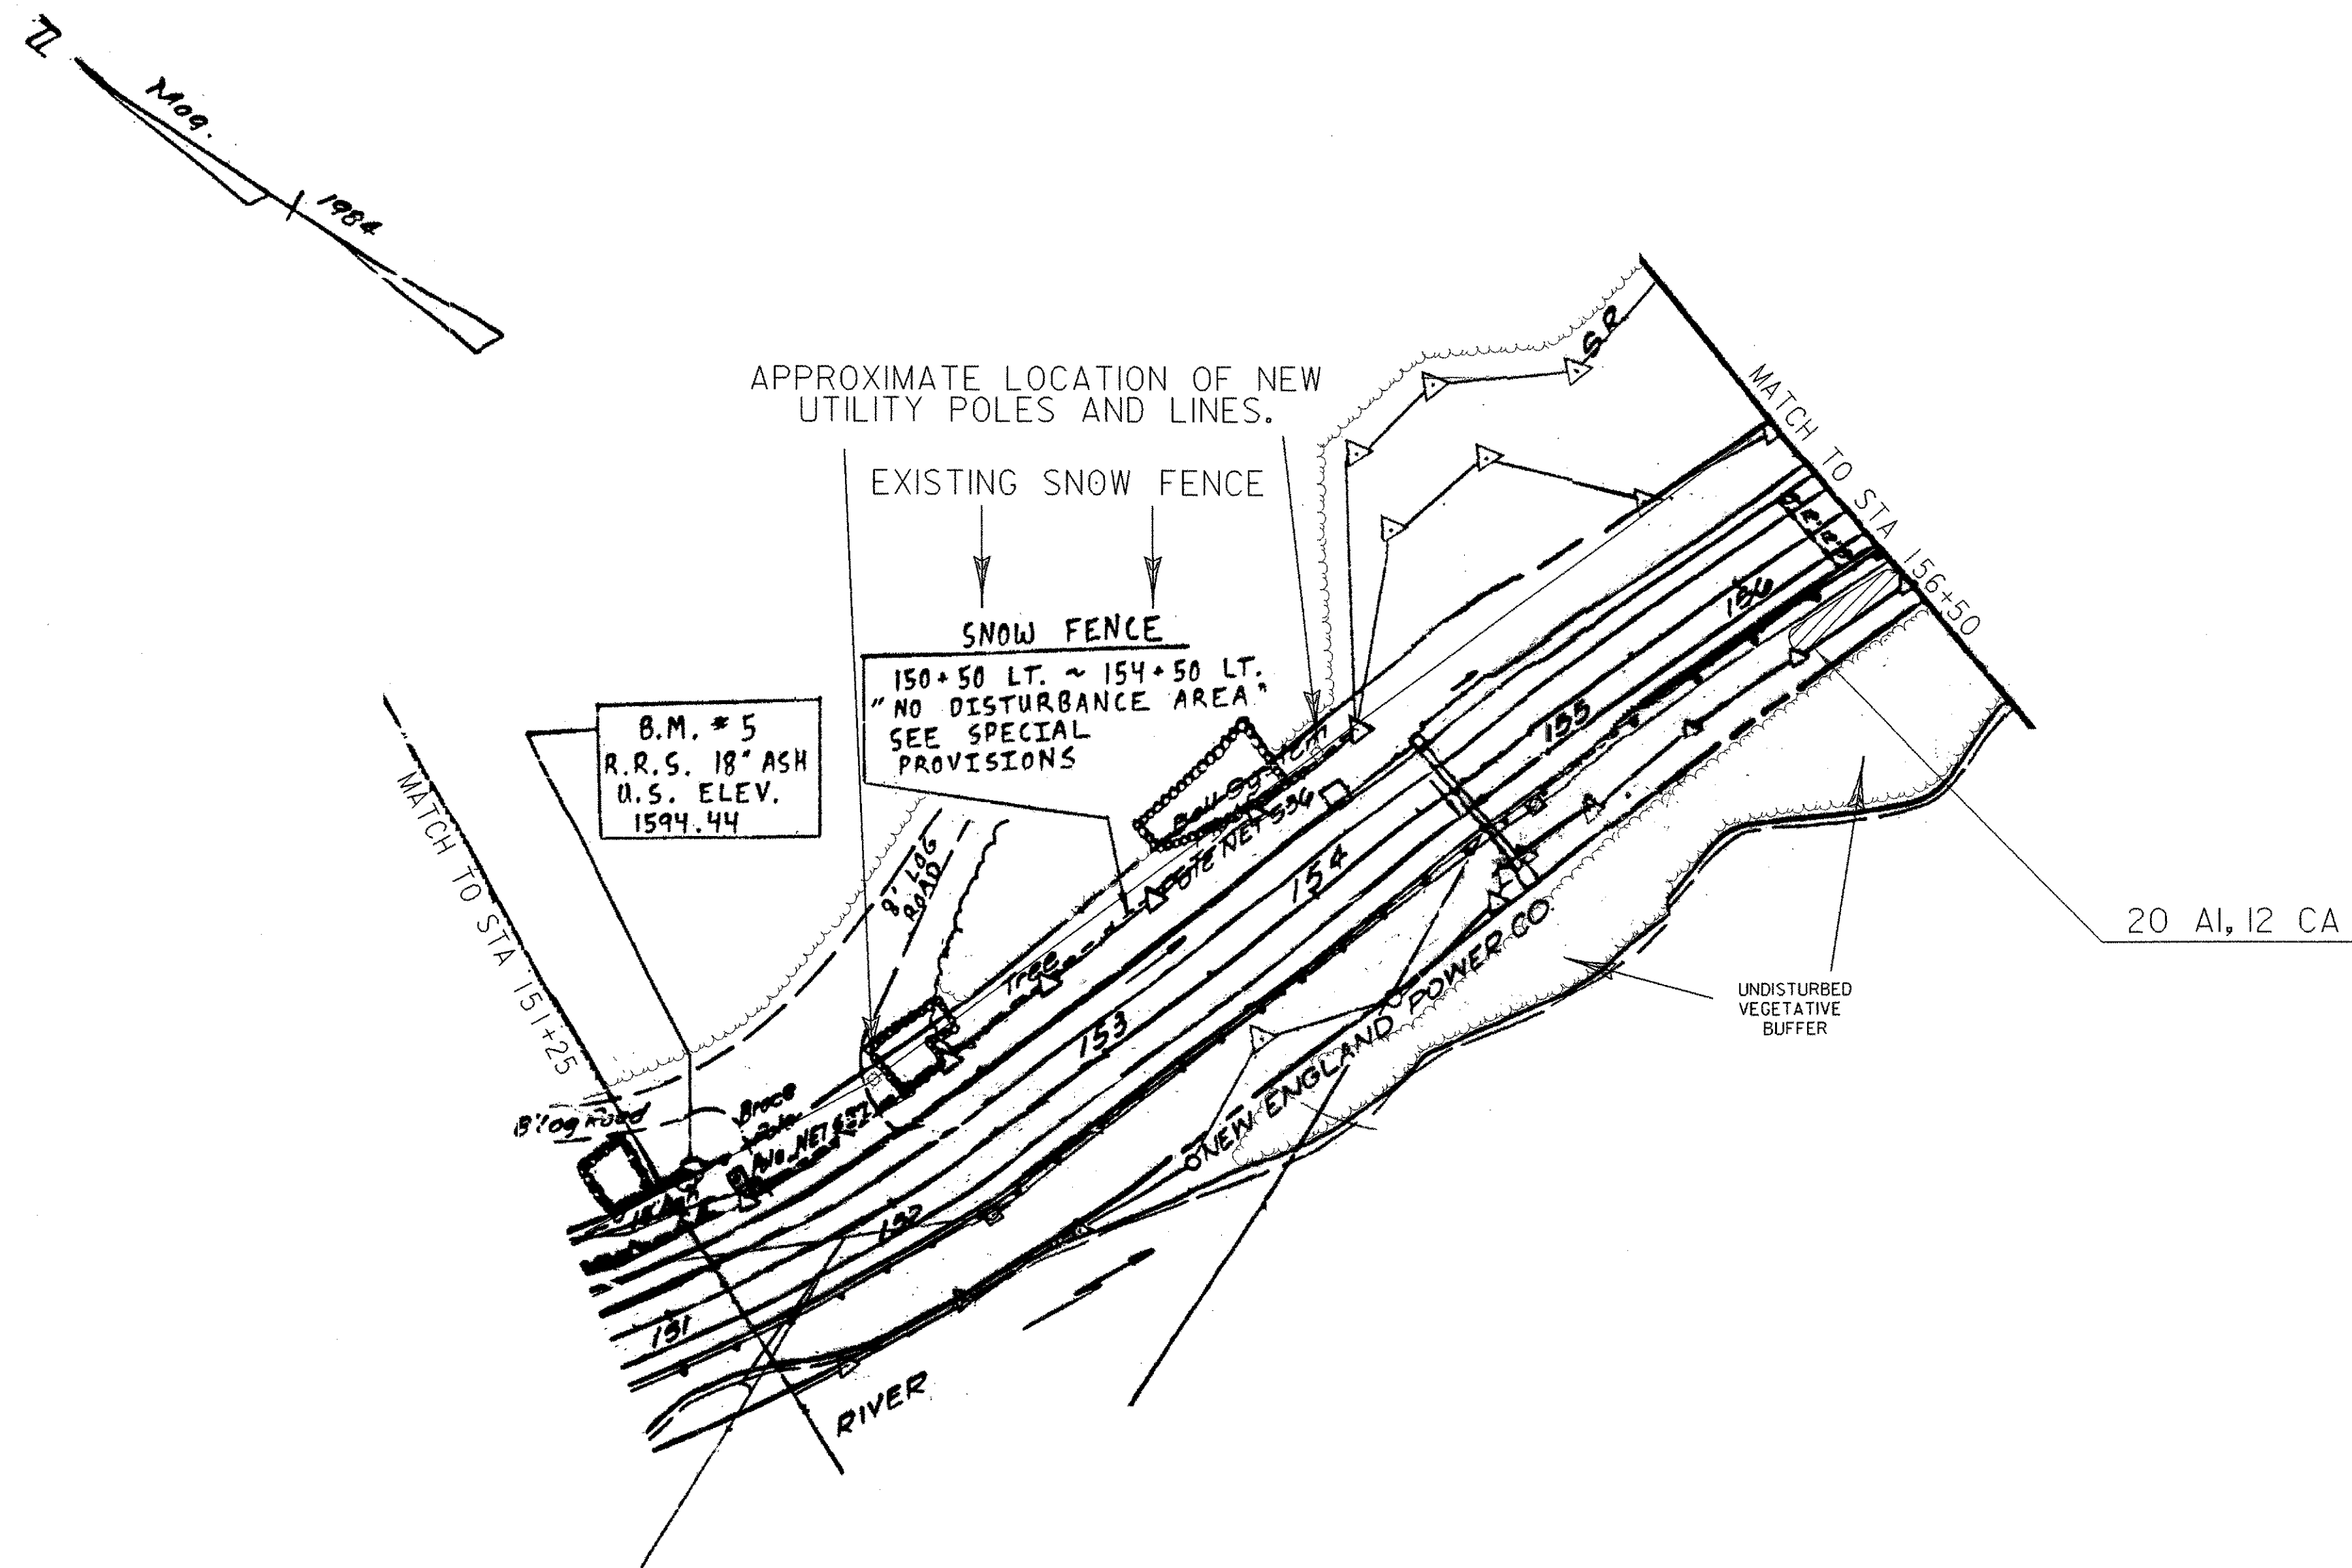 Mag.
1984
APPROXIMATE LOCATION OF NEW
UTILITY POLES AND LINES.
EXISTING SNOW FENCE
SNOW FENCE
150+50 LT. ~ 154+50 LT.
"NO DISTURBANCE AREA"
SEE SPECIAL
PROVISIONS
B.M. # 5
R.R.S. 18" ASH
U.S. ELEV.
1594.44
S.R.
MATCH TO STA 156+50
MATCH TO STA 151+25
8' LOG
ROAD
Tree
Brace
Pole
156
155
154
153
152
151
NEW ENGLAND POWER CO.
20 AI, 12 CA
UNDISTURBED
VEGETATIVE
BUFFER
RIVER